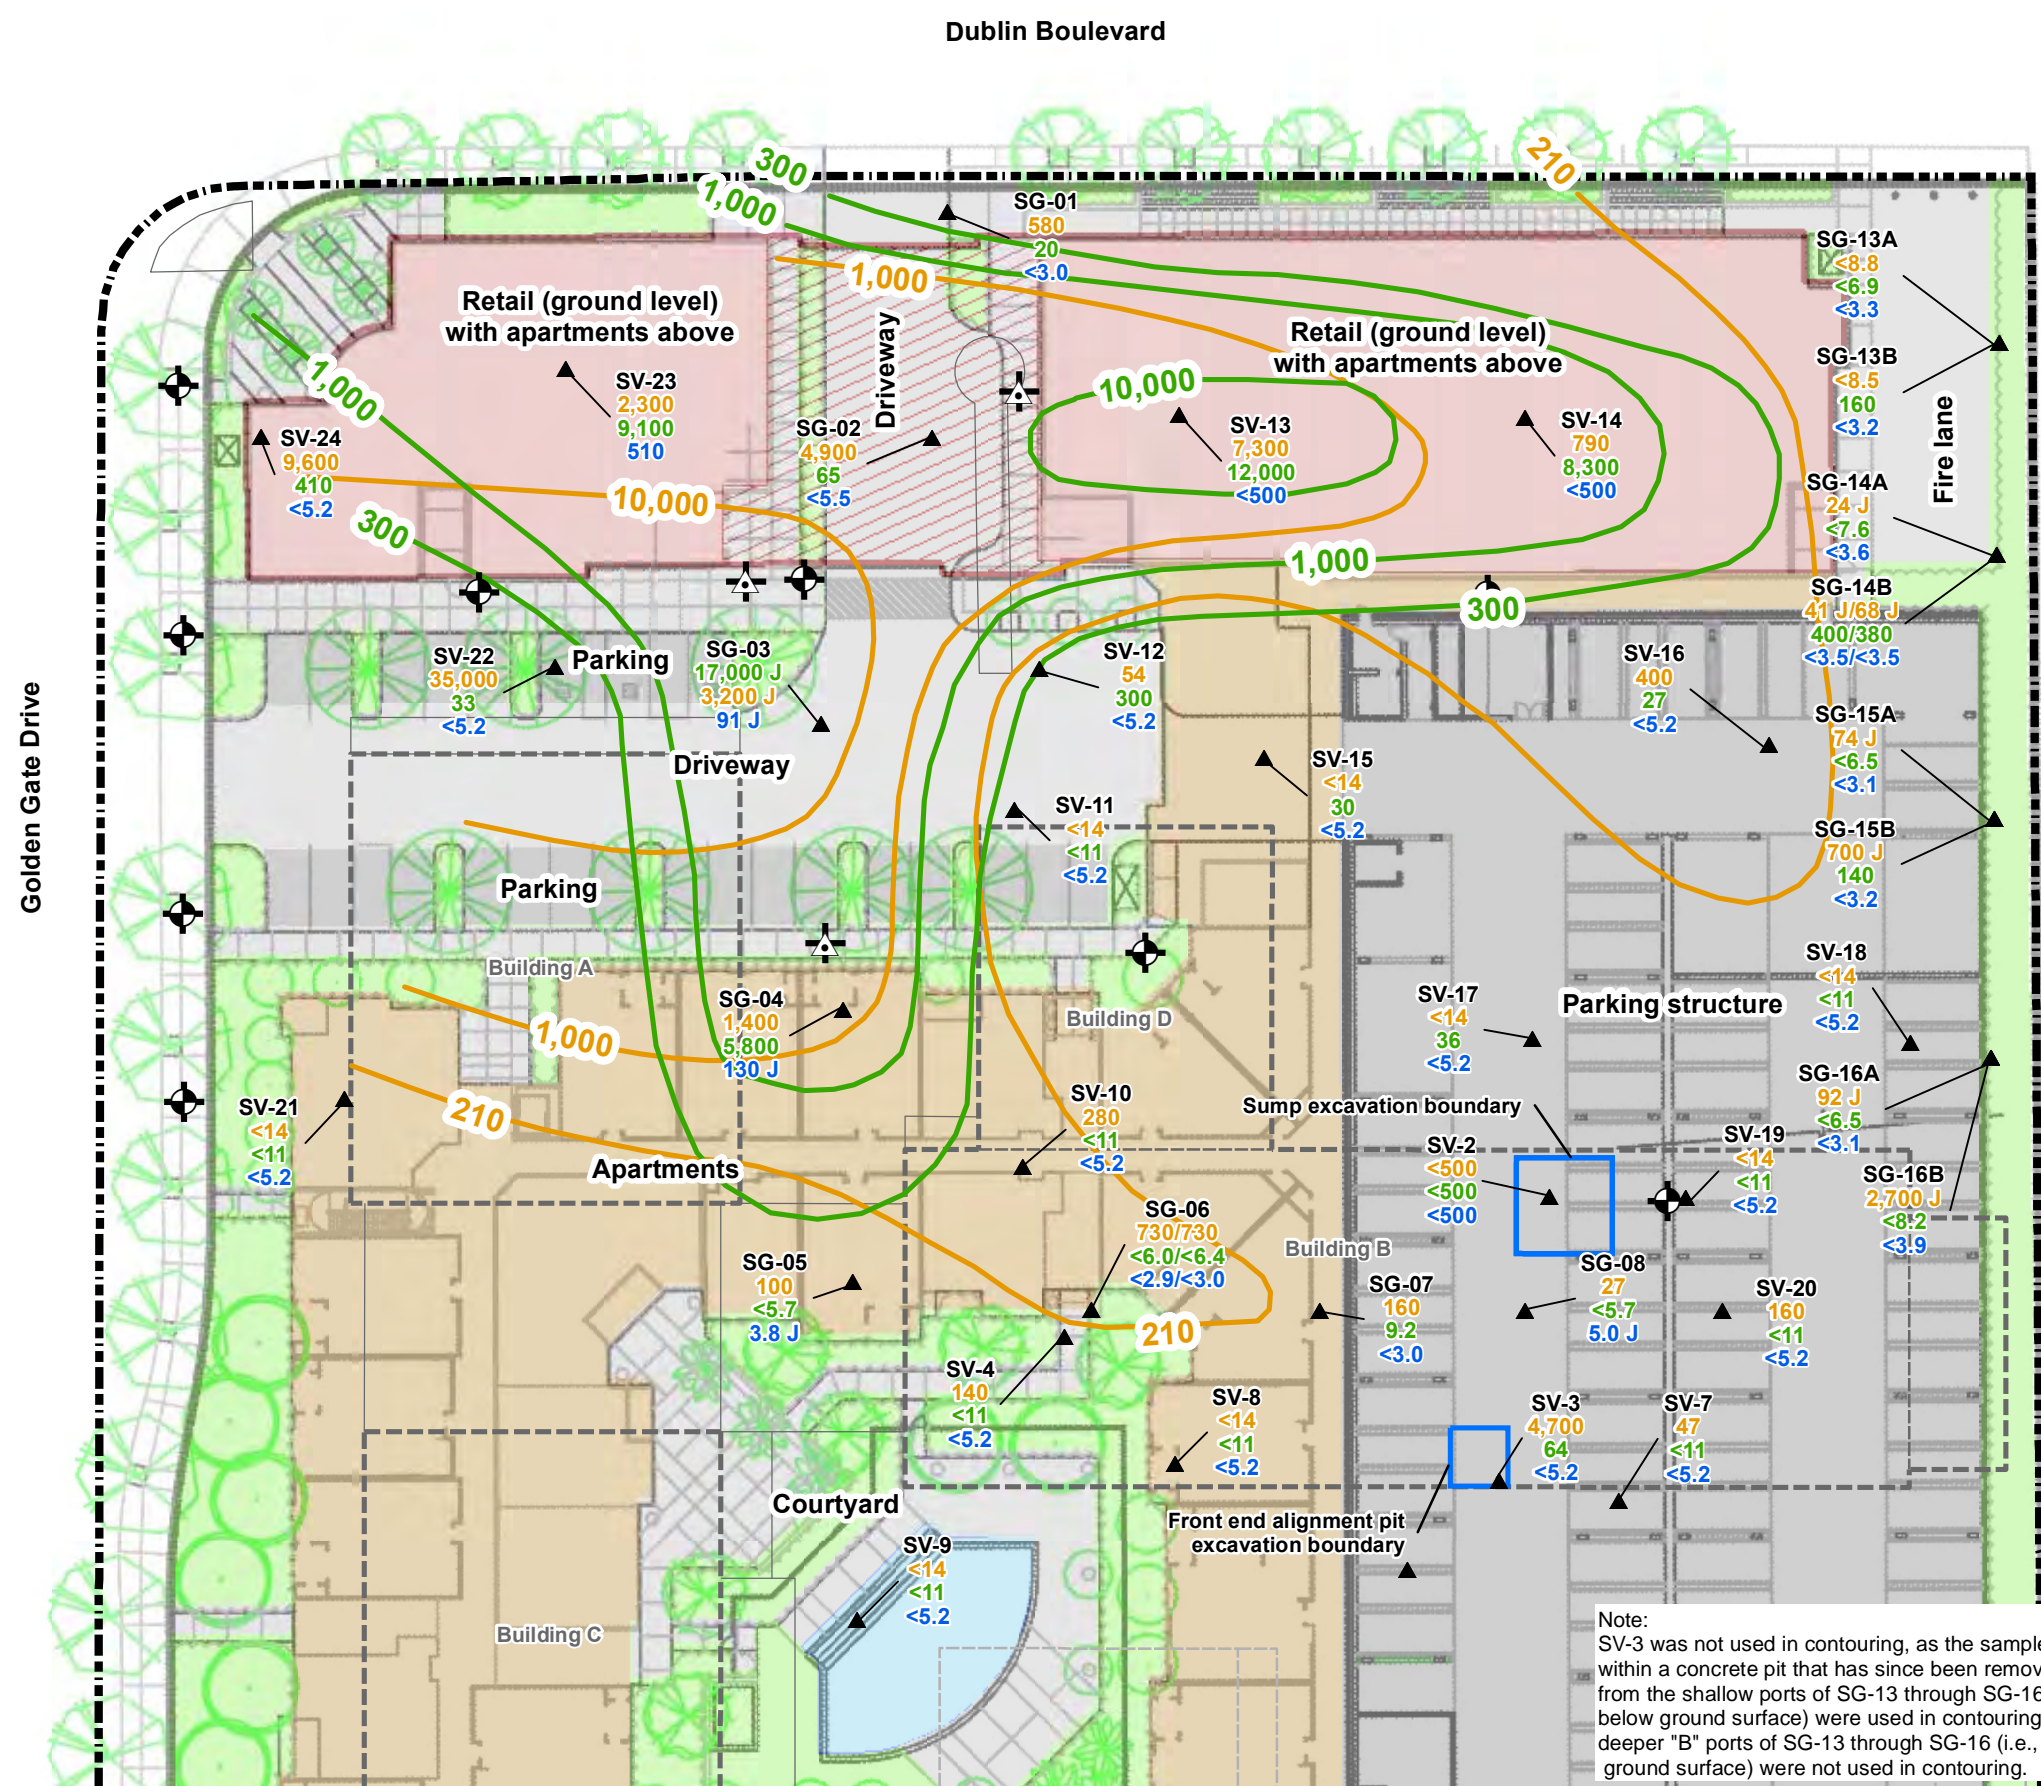 Dublin Boulevard
Golden Gate Drive
300
1,000
210
SG-01
580
20
<3.0
1,000
SG-13A
<8.8
<6.9
<3.3
Retail (ground level)
with apartments above
Driveway
Retail (ground level)
with apartments above
SG-13B
<8.5
160
<3.2
Fire lane
1,000
SV-23
2,300
9,100
510
10,000
SV-24
9,600
410
<5.2
SG-02
4,900
65
<5.5
SV-13
7,300
12,000
<500
SV-14
790
8,300
<500
10,000
300
SG-14A
24 J
<7.6
<3.6
1,000
300
SG-14B
41 J/68 J
400/380
<3.5/<3.5
SV-22
35,000
33
<5.2
Parking
SG-03
17,000 J
3,200 J
91 J
SV-12
54
300
<5.2
SV-16
400
27
<5.2
SG-15A
74 J
<6.5
<3.1
Driveway
SV-15
<14
30
<5.2
SV-11
<14
<11
<5.2
SG-15B
700 J
140
<3.2
Parking
Building A
SG-04
1,400
5,800
130 J
Building D
SV-17
<14
36
<5.2
Parking structure
SV-18
<14
<11
<5.2
1,000
210
SV-21
<14
<11
<5.2
SV-10
280
<11
<5.2
Sump excavation boundary
SG-16A
92 J
<6.5
<3.1
Apartments
SV-2
<500
<500
<500
SV-19
<14
<11
<5.2
SG-16B
2,700 J
<8.2
<3.9
SG-06
730/730
<6.0/<6.4
<2.9/<3.0
Building B
SG-05
100
<5.7
3.8 J
210
SG-07
160
9.2
<3.0
SG-08
27
<5.7
5.0 J
SV-20
160
<11
<5.2
SV-4
140
<11
<5.2
SV-8
<14
<11
<5.2
SV-3
4,700
64
<5.2
SV-7
47
<11
<5.2
Courtyard
Front end alignment pit
excavation boundary
SV-9
<14
<11
<5.2
Building C
Note:
SV-3 was not used in contouring, as the sample
within a concrete pit that has since been remov
from the shallow ports of SG-13 through SG-16
below ground surface) were used in contouring
deeper "B" ports of SG-13 through SG-16 (i.e.,
ground surface) were not used in contouring.